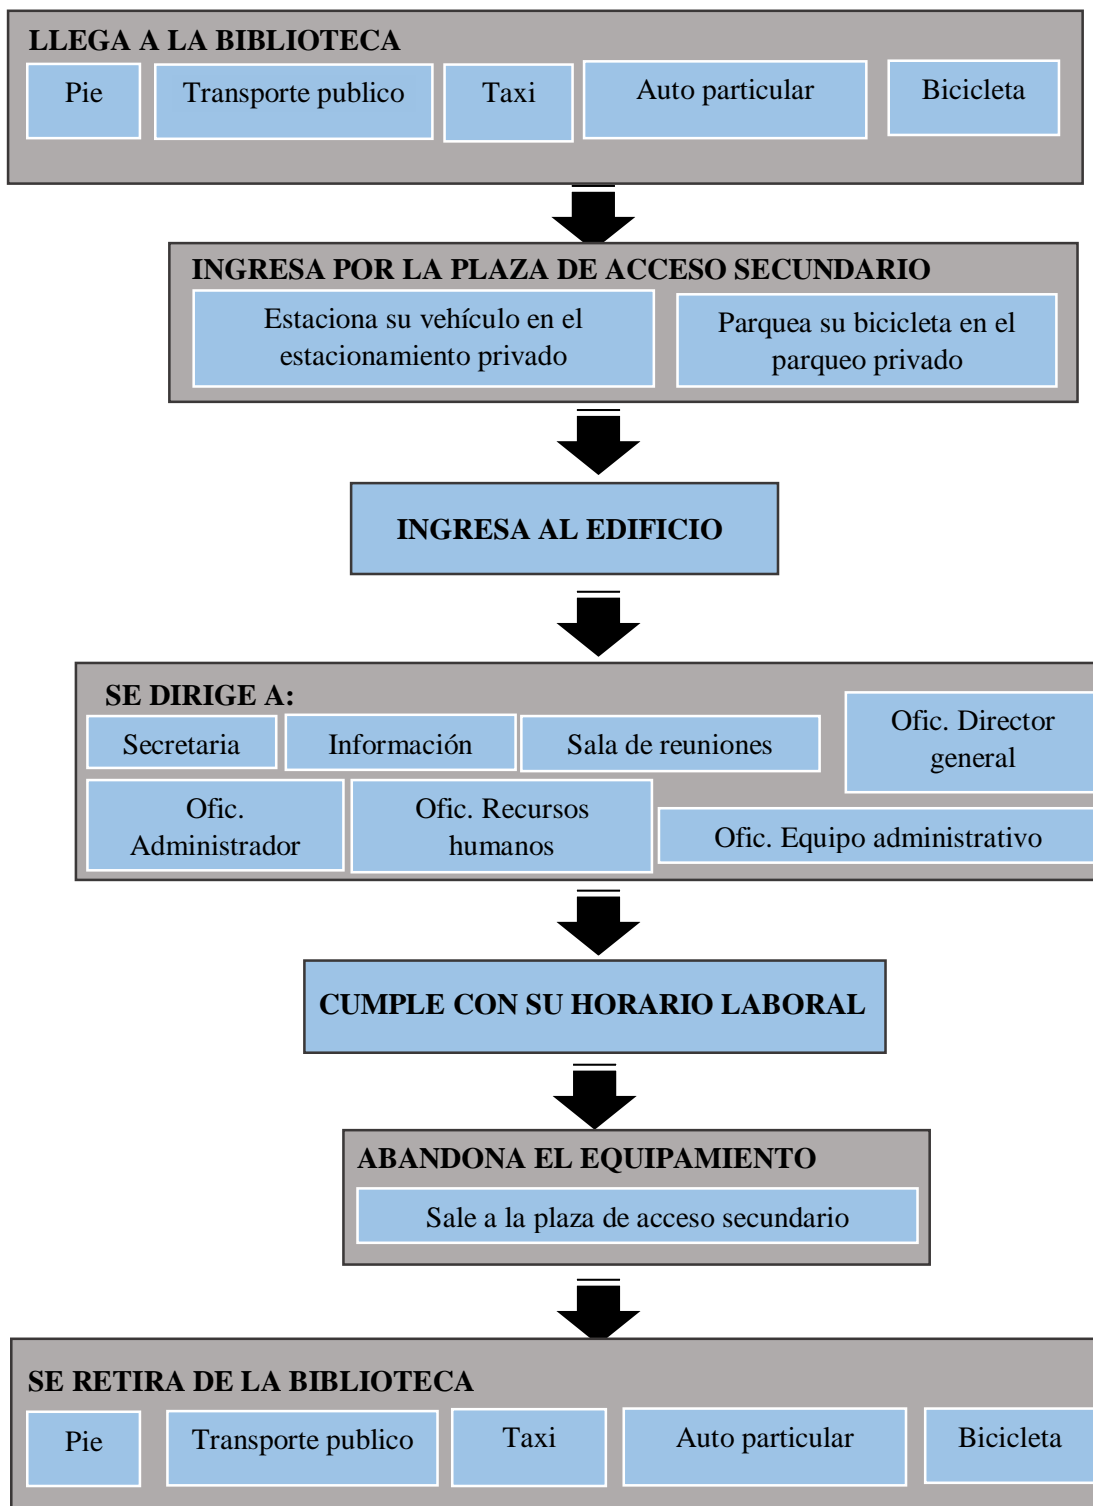 LLEGA A LA BIBLIOTECA
Pie
Transporte publico
Taxi
Auto particular
Bicicleta
INGRESA POR LA PLAZA DE ACCESO SECUNDARIO
Estaciona su vehículo en el
estacionamiento privado
Parquea su bicicleta en el
parqueo privado
INGRESA AL EDIFICIO
SE DIRIGE A:
Secretaria
Información
Sala de reuniones
Ofic. Director
general
Ofic.
Administrador
Ofic. Recursos
humanos
Ofic. Equipo administrativo
CUMPLE CON SU HORARIO LABORAL
ABANDONA EL EQUIPAMIENTO
Sale a la plaza de acceso secundario
SE RETIRA DE LA BIBLIOTECA
Pie
Transporte publico
Taxi
Auto particular
Bicicleta